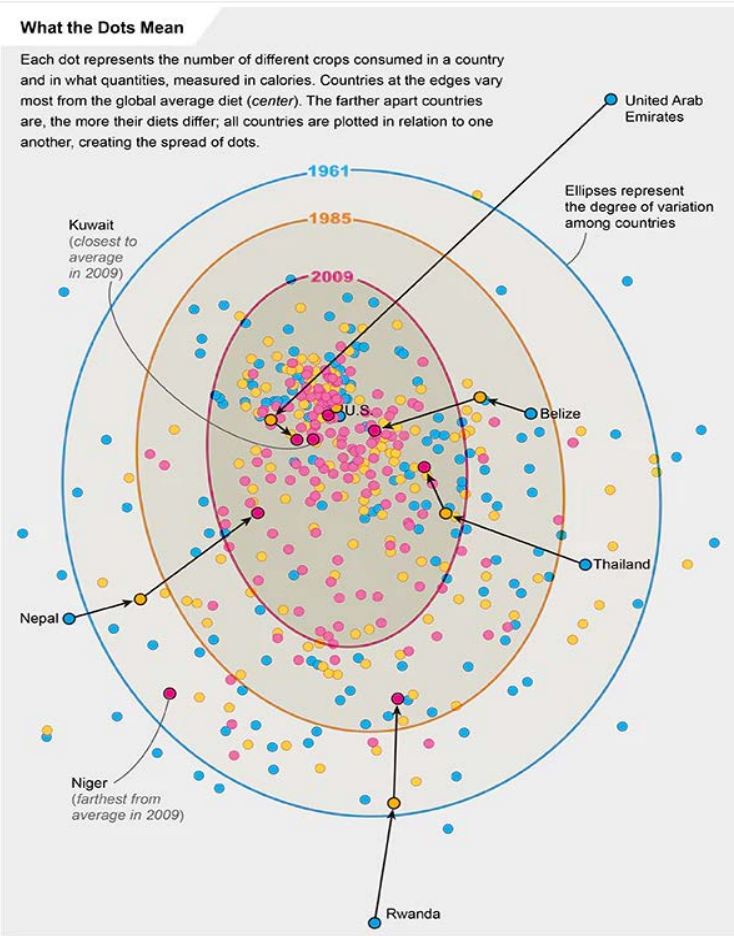 What the Dots Mean
Each dot represents the number of different crops consumed in a country
and in what quantities, measured in calories. Countries at the edges vary
most from the global average diet (center). The farther apart countries
are, the more their diets differ; all countries are plotted in relation to one
another, creating the spread of dots.
United Arab
Emirates
1961
Ellipses represent
the degree of variation
among countries
1985
Kuwait
(closest to
average
in 2009)
2009
U.S.
Belize
Thailand
Nepal
Niger
(farthest from
average in 2009)
Rwanda